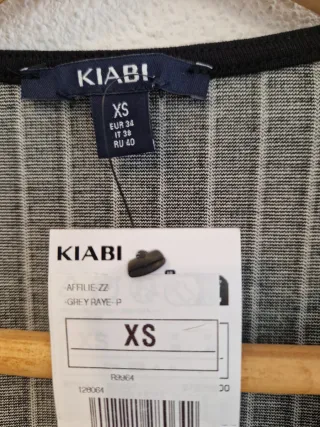 KIABI
XS
EUR 34
IT 38
RU 40
KIABI
-AFFILIE-ZZ
-GREY RAYE-P
XS
128064